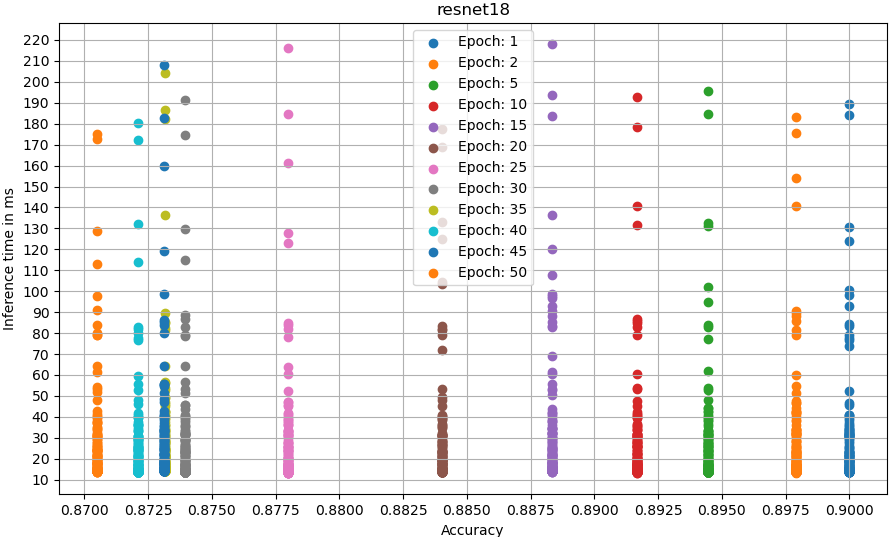 resnet18
Inference time in ms
220
210
200
190
180
170
160
150
140
130
120
110
100
90
80
70
60
50
40
30
20
10
Epoch: 1
Epoch: 2
Epoch: 5
Epoch: 10
Epoch: 15
Epoch: 20
Epoch: 25
Epoch: 30
Epoch: 35
Epoch: 40
Epoch: 45
Epoch: 50
0.8700 0.8725 0.8750 0.8775 0.8800 0.8825 0.8850 0.8875 0.8900 0.8925 0.8950 0.8975 0.9000
Accuracy